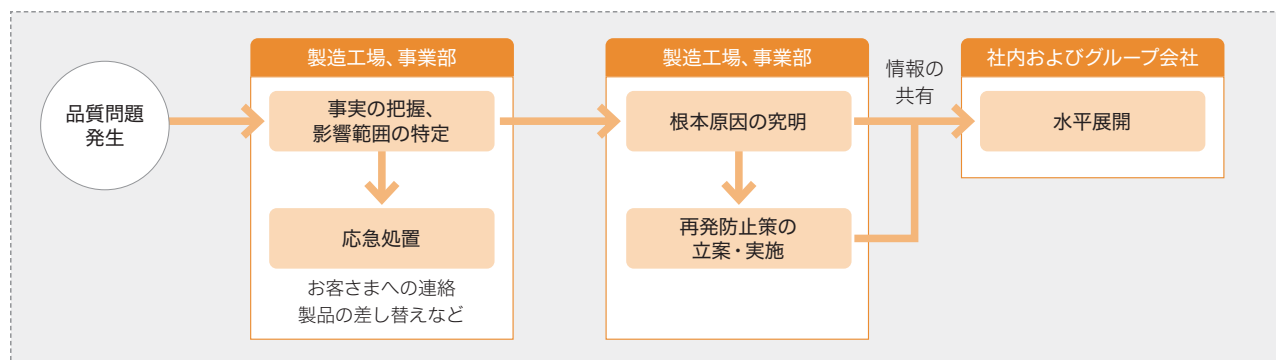 品質問題
発生
製造工場、事業部
事実の把握、
影響範囲の特定
応急処置
お客さまへの連絡
製品の差し替えなど
製造工場、事業部
根本原因の究明
再発防止策の
立案・実施
情報の
共有
社内およびグループ会社
水平展開